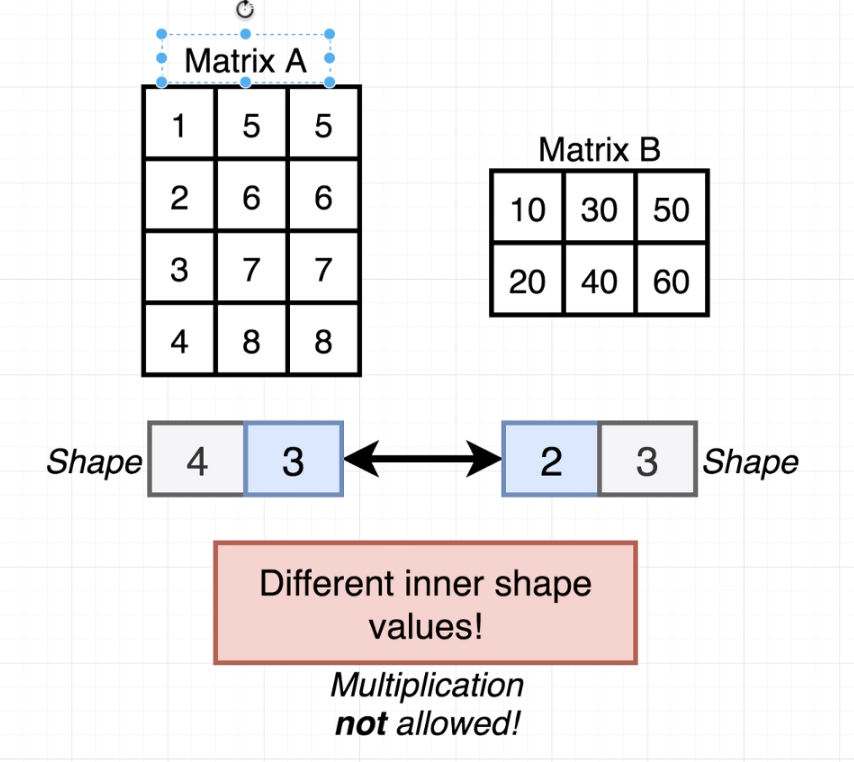 Matrix A
1 5 5
2 6 6
3 7 7
4 8 8
Matrix B
10 30 50
20 40 60
Shape 4 3
2 3 Shape
Different inner shape
values!
Multiplication
not allowed!